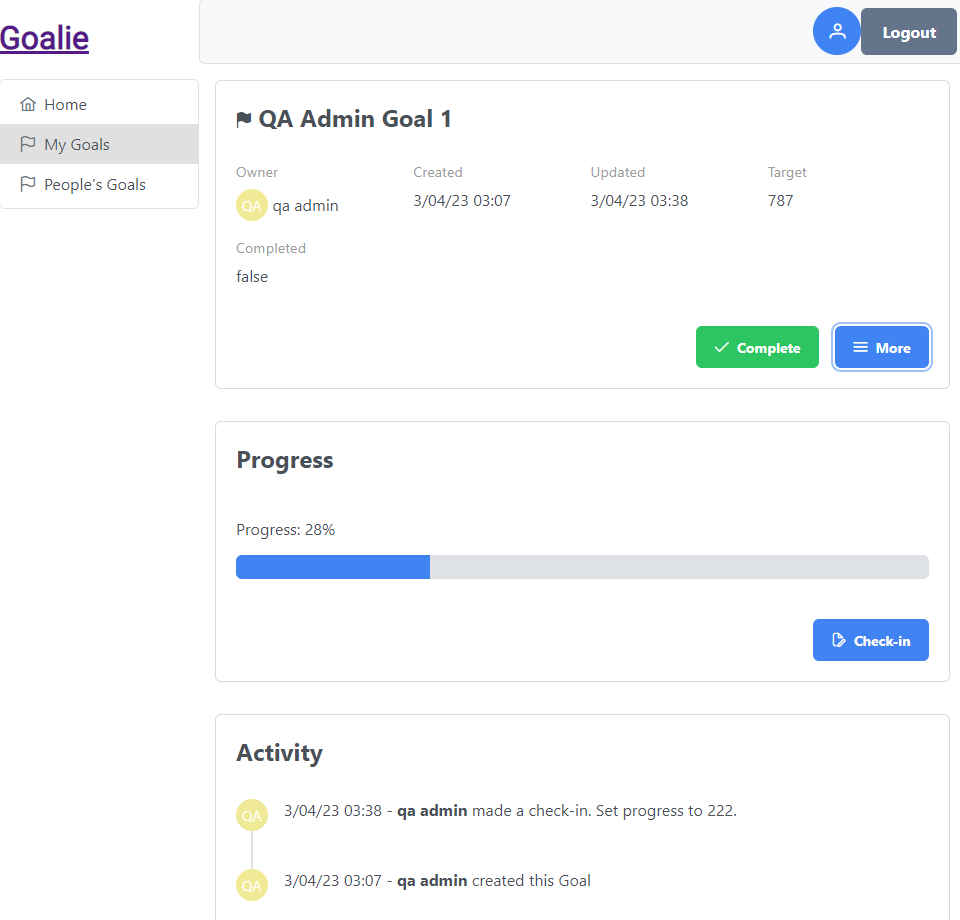 Goalie
Logout
Home
My Goals
People's Goals
QA Admin Goal 1
Owner Created Updated Target
QA qa admin 3/04/23 03:07 3/04/23 03:38 787
Completed
false
Complete More
Progress
Progress: 28%
Check-in
Activity
QA 3/04/23 03:38 - qa admin made a check-in. Set progress to 222.
QA 3/04/23 03:07 - qa admin created this Goal